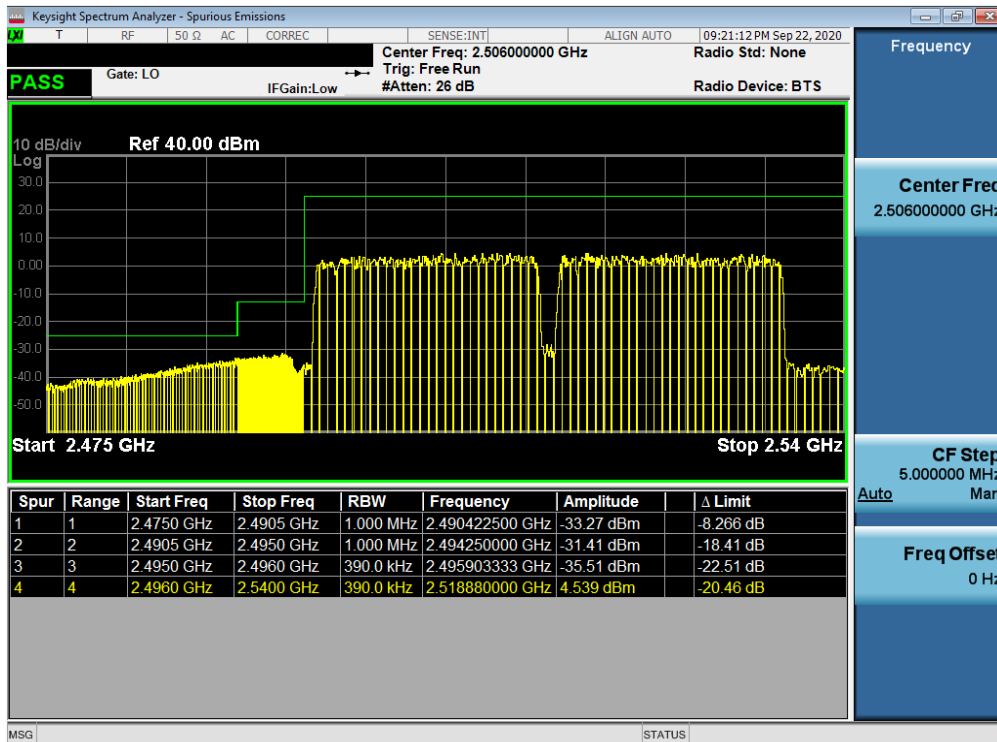 Keysight Spectrum Analyzer - Spurious Emissions
LXI T RF 50 Ω AC CORREC SENSE:INT ALIGN AUTO 09:21:12 PM Sep 22, 2020
Center Freq: 2.506000000 GHz Radio Std: None
Gate: LO Trig: Free Run
PASS IFGain:Low #Atten: 26 dB Radio Device: BTS
10 dB/div Ref 40.00 dBm
Log
30.0
20.0
10.0
0.00
-10.0
-20.0
-30.0
-40.0
-50.0
Start 2.475 GHz Stop 2.54 GHz
Spur Range Start Freq Stop Freq RBW Frequency Amplitude Δ Limit
1 1 2.4750 GHz 2.4905 GHz 1.000 MHz 2.490422500 GHz -33.27 dBm -8.266 dB
2 2 2.4905 GHz 2.4950 GHz 1.000 MHz 2.494250000 GHz -31.41 dBm -18.41 dB
3 3 2.4950 GHz 2.4960 GHz 390.0 kHz 2.495903333 GHz -35.51 dBm -22.51 dB
4 4 2.4960 GHz 2.5400 GHz 390.0 kHz 2.518880000 GHz 4.539 dBm -20.46 dB
MSG STATUS
Frequency
Center Freq
2.506000000 GHz
CF Step
5.000000 MHz
Auto Man
Freq Offset
0 Hz